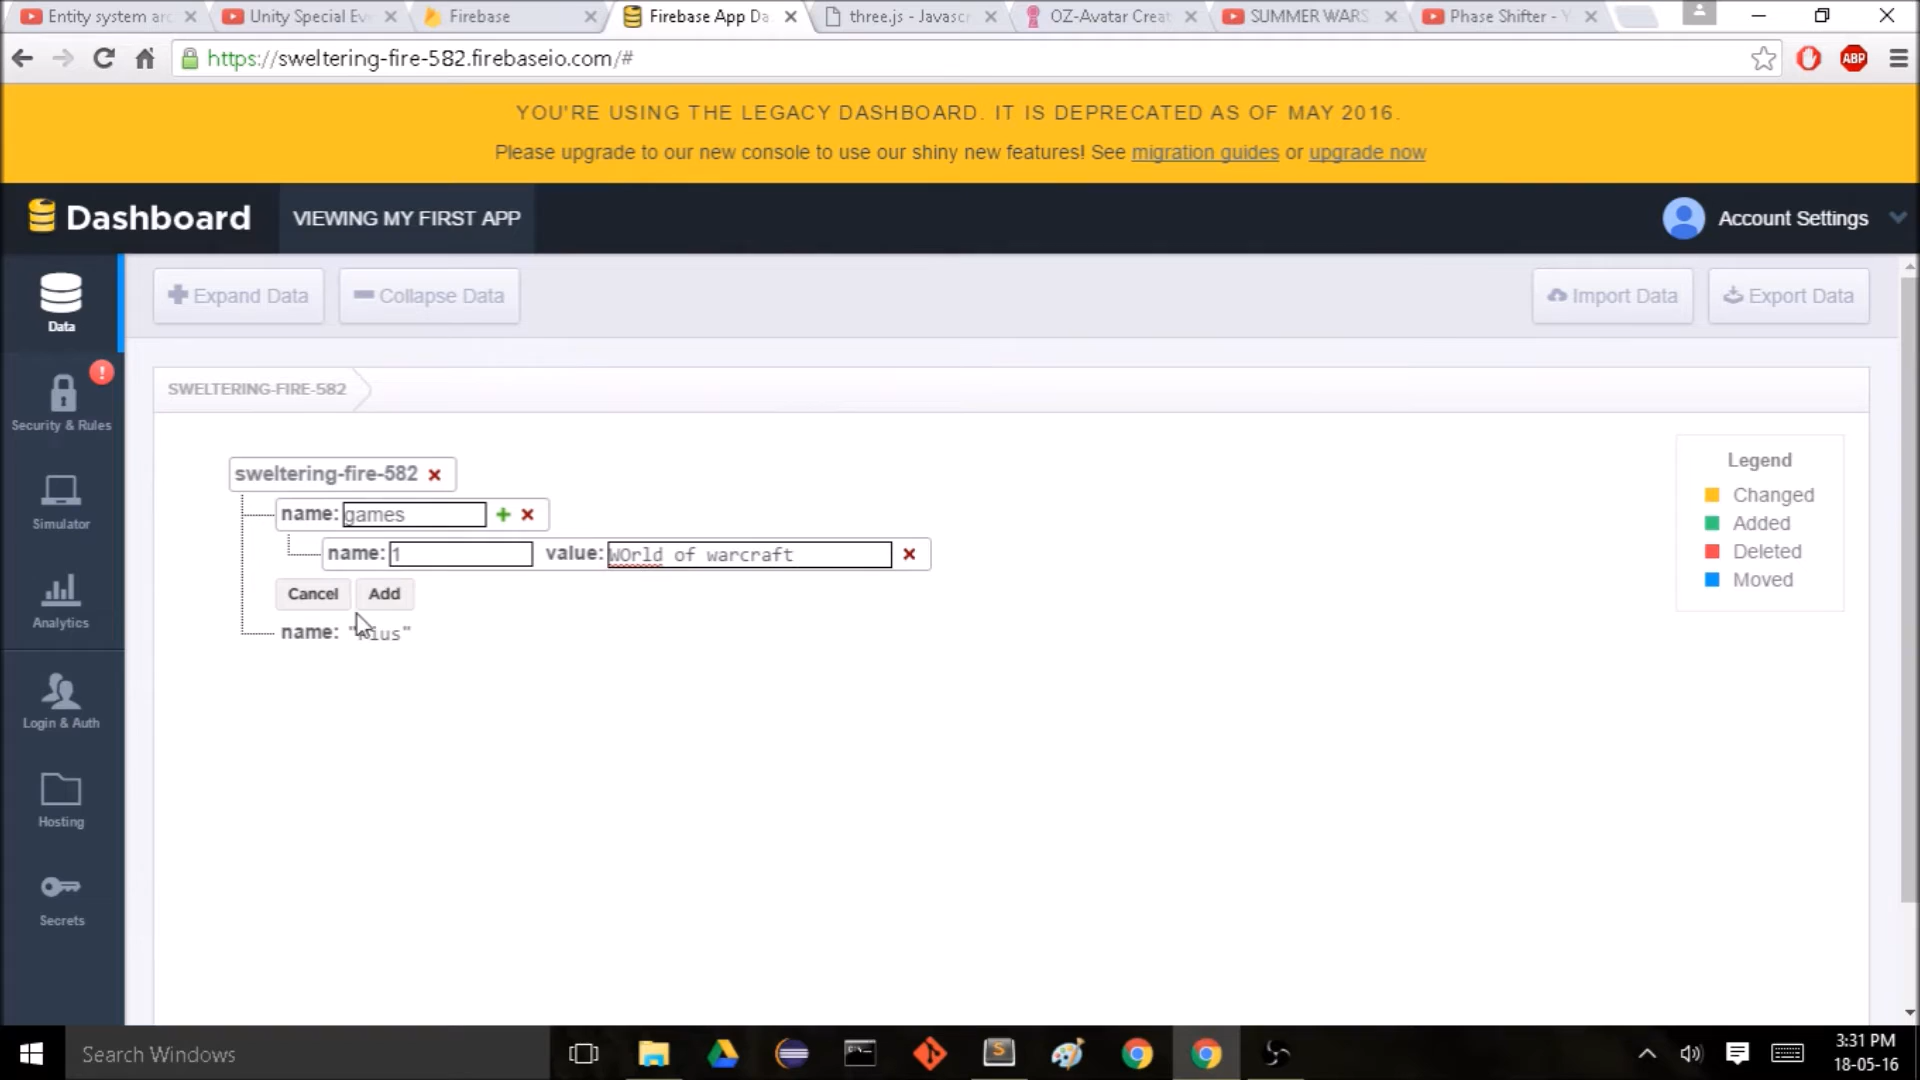 Entity system ar
Unity Special Ev
Firebase
Firebase App Da
three.js - Javascr
OZ-Avatar Creat
SUMMER WARS
Phase Shifter - Y
https://sweltering-fire-582.firebaseio.com/#
ABP
YOU'RE USING THE LEGACY DASHBOARD. IT IS DEPRECATED AS OF MAY 2016.
Please upgrade to our new console to use our shiny new features! See migration guides or upgrade now
Dashboard
VIEWING MY FIRST APP
Account Settings
Data
Expand Data
Collapse Data
Import Data
Export Data
Security & Rules
SWELTERING-FIRE-582
sweltering-fire-582
Legend
Changed
Added
Deleted
Moved
name: games
name: 1 value: WOrld of warcraft
Cancel
Add
name:
Simulator
Analytics
Login & Auth
Hosting
Secrets
Search Windows
3:31 PM
18-05-16